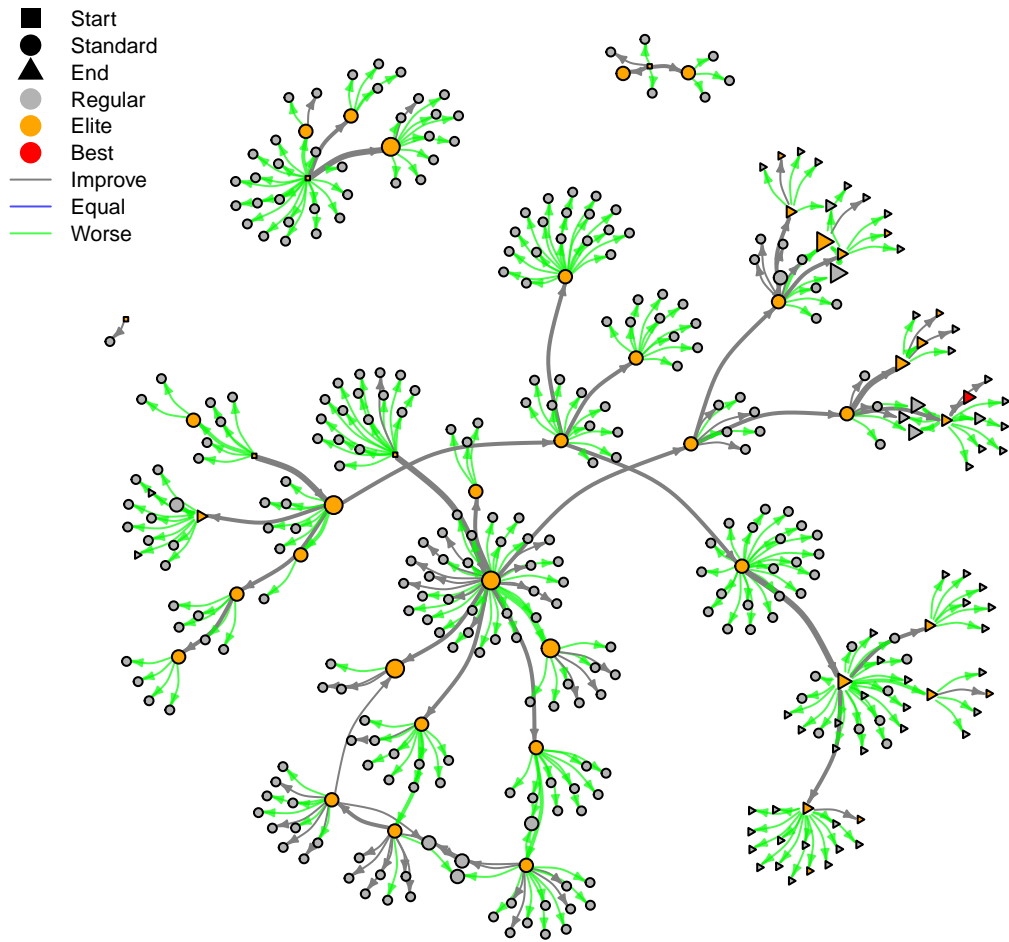 Start
Standard
End
Regular
Elite
Best
Improve
Equal
Worse